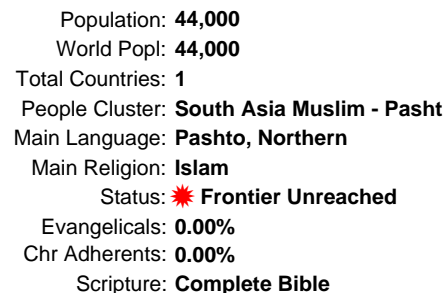 Population: 44,000
World Popl: 44,000
Total Countries: 1
People Cluster: South Asia Muslim - Pasht
Main Language: Pashto, Northern
Main Religion: Islam
Status: Frontier Unreached
Evangelicals: 0.00%
Chr Adherents: 0.00%
Scripture: Complete Bible